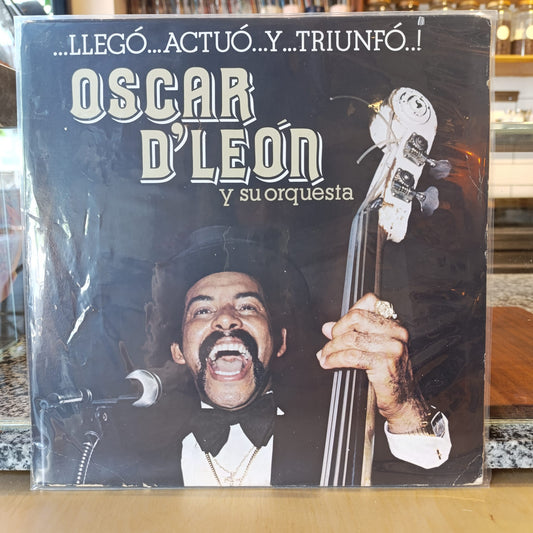 ...LLEGÓ...ACTUÓ...Y...TRIUNFÓ..!
OSCAR
D'LEÓN
y su orquesta